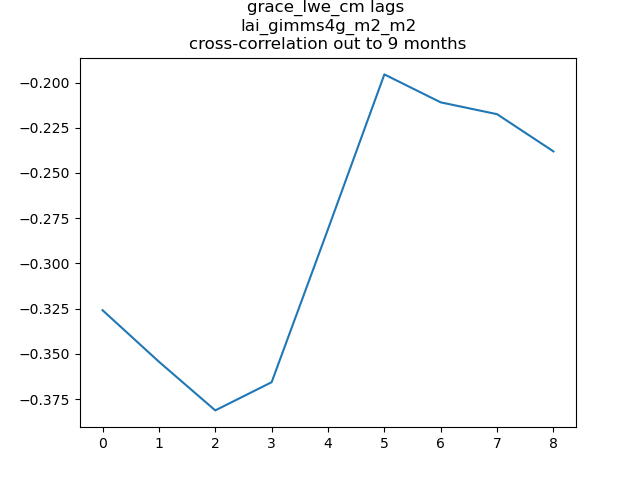 grace_lwe_cm lags
lai_gimms4g_m2_m2
cross-correlation out to 9 months
−0.200
−0.225
−0.250
−0.275
−0.300
−0.325
−0.350
−0.375
0 1 2 3 4 5 6 7 8